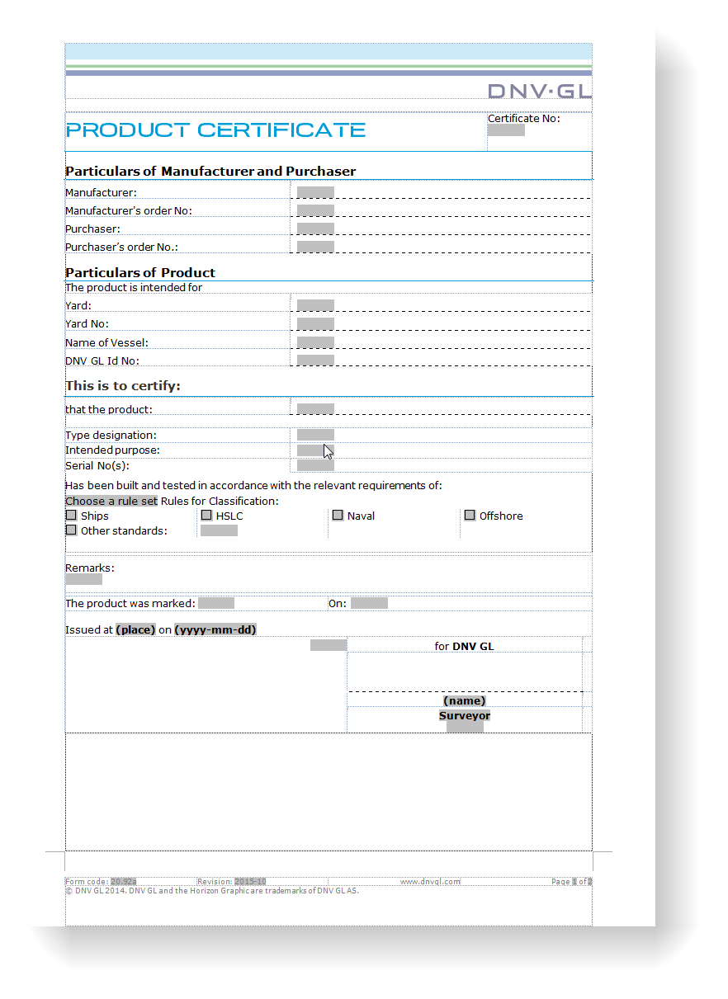 DNV·GL
PRODUCT CERTIFICATE
Certificate No:
Particulars of Manufacturer and Purchaser
Manufacturer:
Manufacturer's order No:
Purchaser:
Purchaser’s order No.:
Particulars of Product
The product is intended for
Yard:
Yard No:
Name of Vessel:
DNV GL Id No:
This is to certify:
that the product:
Type designation:
Intended purpose:
Serial No(s):
Has been built and tested in accordance with the relevant requirements of:
Choose a rule set Rules for Classification:
Ships HSLC Naval Offshore
Other standards:
Remarks:
The product was marked: On:
Issued at (place) on (yyyy-mm-dd)
for DNV GL
(name)
Surveyor
Form code: 20.92a Revision: 2015-10 www.dnvgl.com Page 1 of 2
© DNV GL 2014. DNV GL and the Horizon Graphic are trademarks of DNV GL AS.